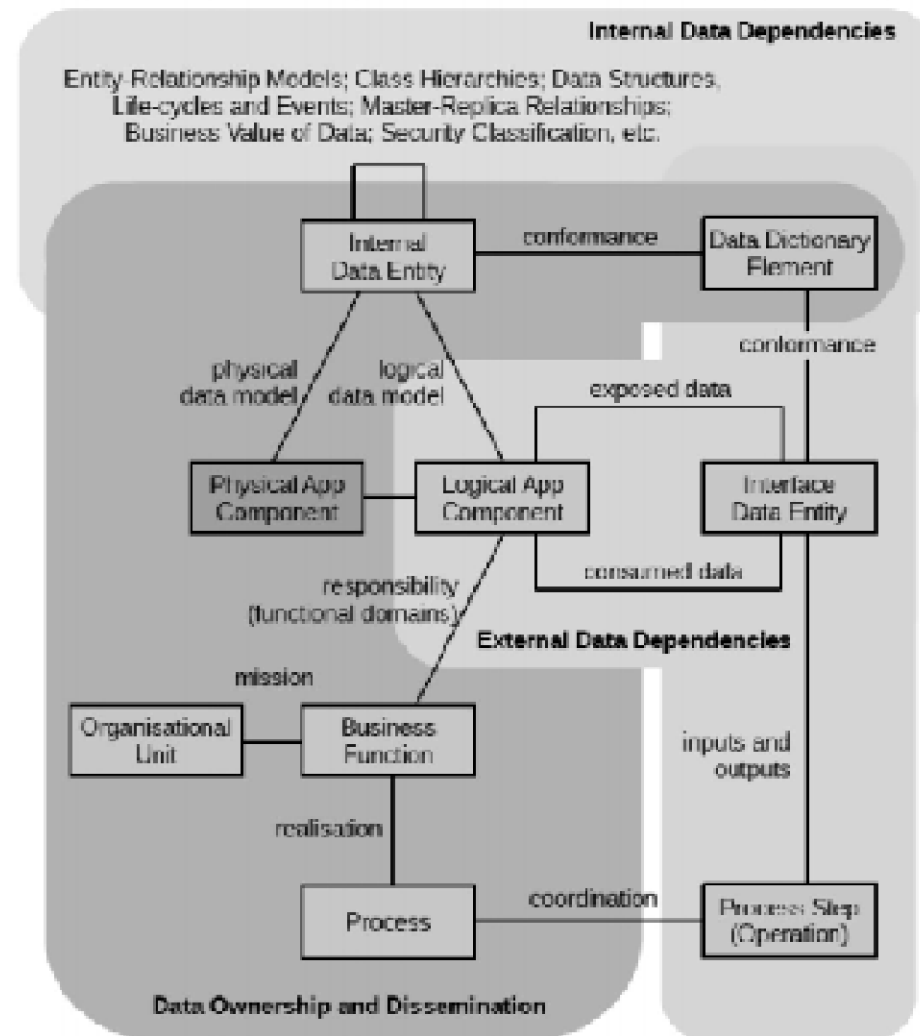 Internal Data Dependencies
Entity-Relationship Models; Class Hierarchies; Data Structures,
Life-cycles and Events; Master-Replica Relationships;
Business Value of Data; Security Classification, etc.
Internal
Data Entity
conformance
Data Dictionary
Element
conformance
physical
data model
logical
data model
exposed data
Physical App
Component
Logical App
Component
Interface
Data Entity
consumed data
responsibility
(functional domains)
External Data Dependencies
mission
Organisational
Unit
Business
Function
inputs and
outputs
realisation
Process
coordination
Process Step
(Operation)
Data Ownership and Dissemination